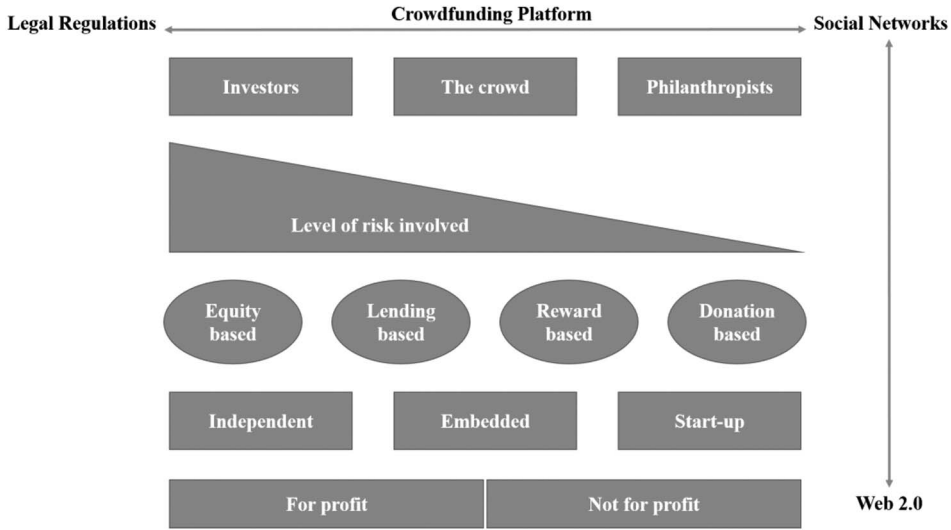 Crowdfunding Platform
Legal Regulations
Social Networks
Investors
The crowd
Philanthropists
Level of risk involved
Equity
based
Lending
based
Reward
based
Donation
based
Independent
Embedded
Start-up
For profit
Not for profit
Web 2.0